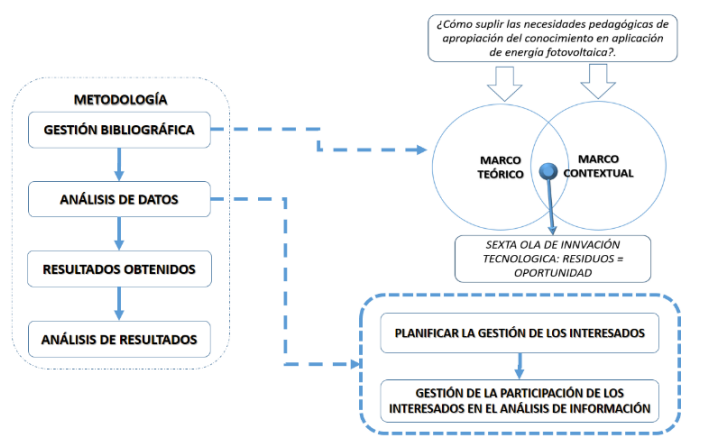 ¿Cómo suplir las necesidades pedagógicas de
apropiación del conocimiento en aplicación
de energía fotovoltaica?.
METODOLOGÍA
GESTIÓN BIBLIOGRÁFICA
ANÁLISIS DE DATOS
RESULTADOS OBTENIDOS
ANÁLISIS DE RESULTADOS
MARCO
TEÓRICO
MARCO
CONTEXTUAL
SEXTA OLA DE INNVACIÓN
TECNOLOGICA: RESIDUOS =
OPORTUNIDAD
PLANIFICAR LA GESTIÓN DE LOS INTERESADOS
GESTIÓN DE LA PARTICIPACIÓN DE LOS
INTERESADOS EN EL ANÁLISIS DE INFORMACIÓN